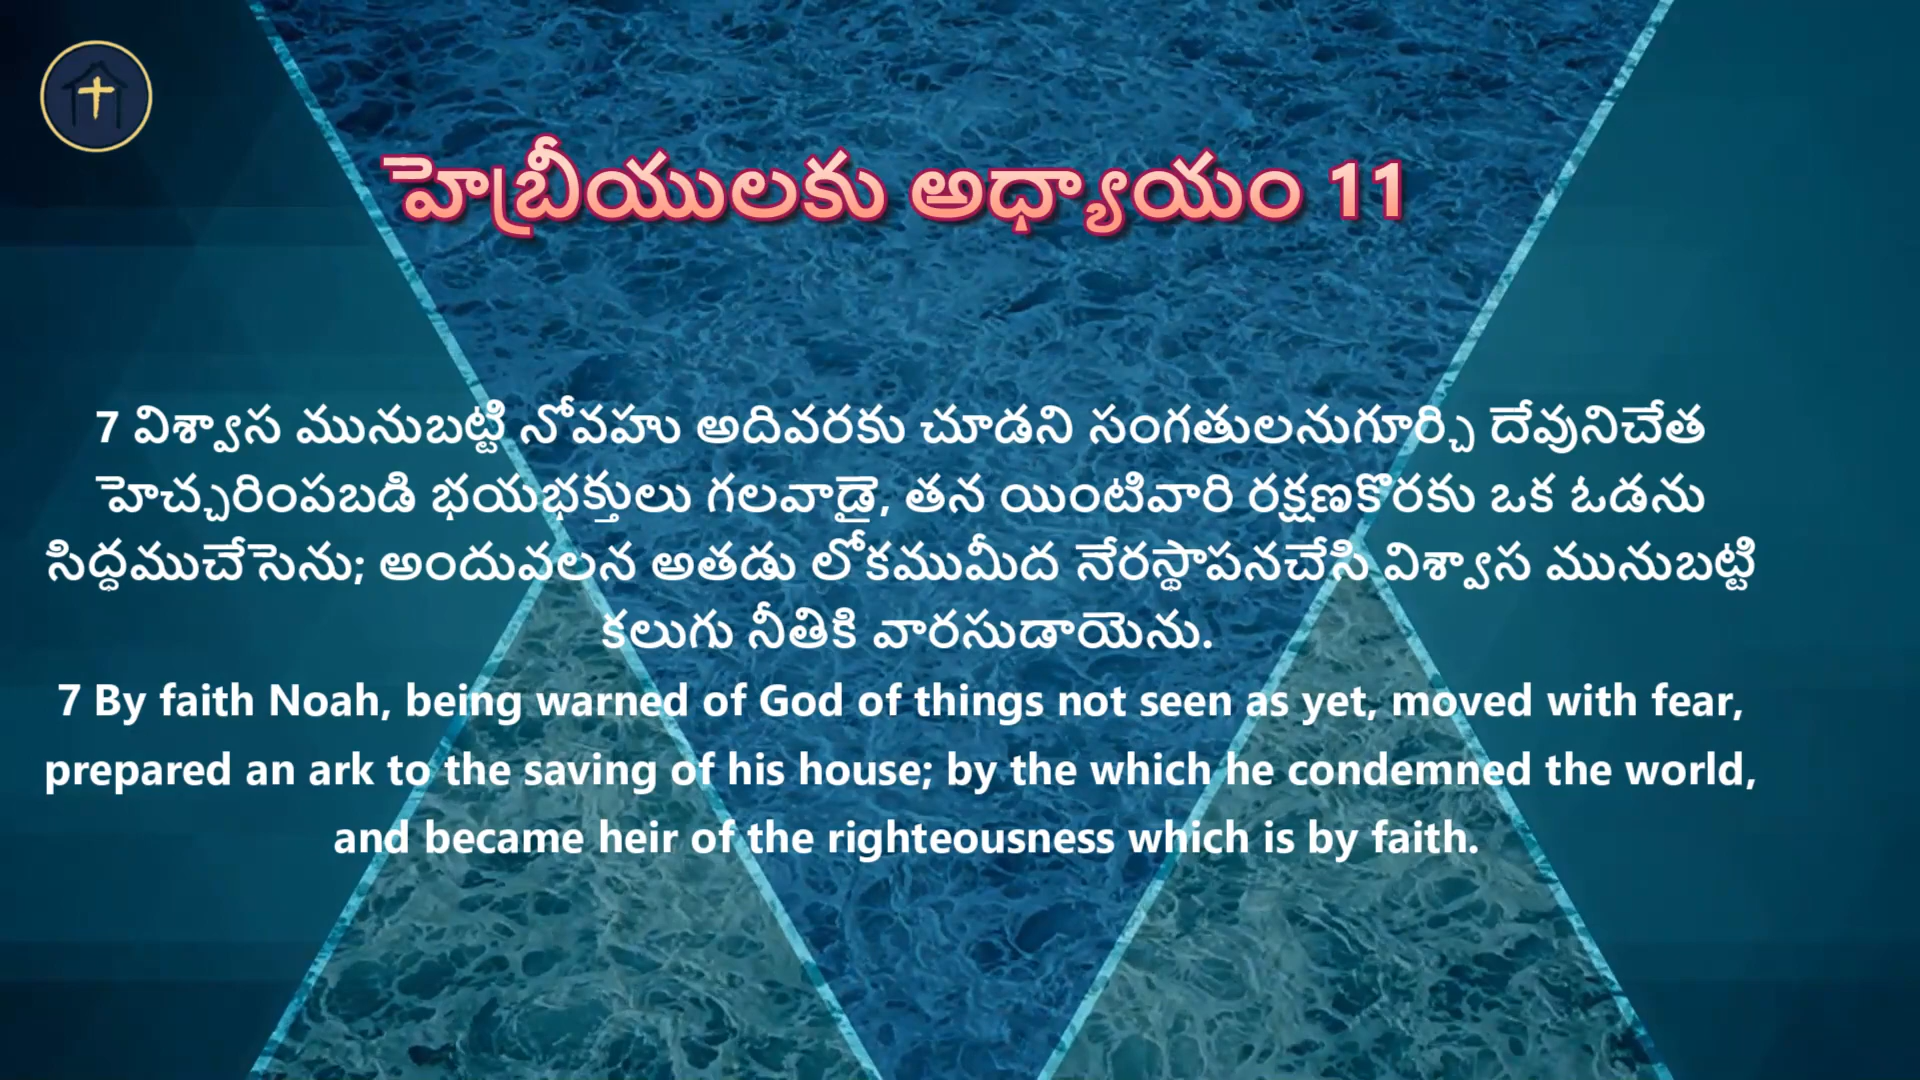 హెబ్రీయులకు అధ్యాయం 11
7 విశ్వాస మునుబట్టి నోవహు అదివరకు చూడని సంగతులనుగూర్చి దేవునిచేత
హెచ్చరింపబడి భయభక్తులు గలవాడై, తన యింటివారి రక్షణకొరకు ఒక ఓడను
సిద్ధముచేసెను; అందువలన అతడు లోకముమీద నేరస్థాపనచేసి విశ్వాస మునుబట్టి
కలుగు నీతికి వారసుడాయెను.
7 By faith Noah, being warned of God of things not seen as yet, moved with fear,
prepared an ark to the saving of his house; by the which he condemned the world,
and became heir of the righteousness which is by faith.